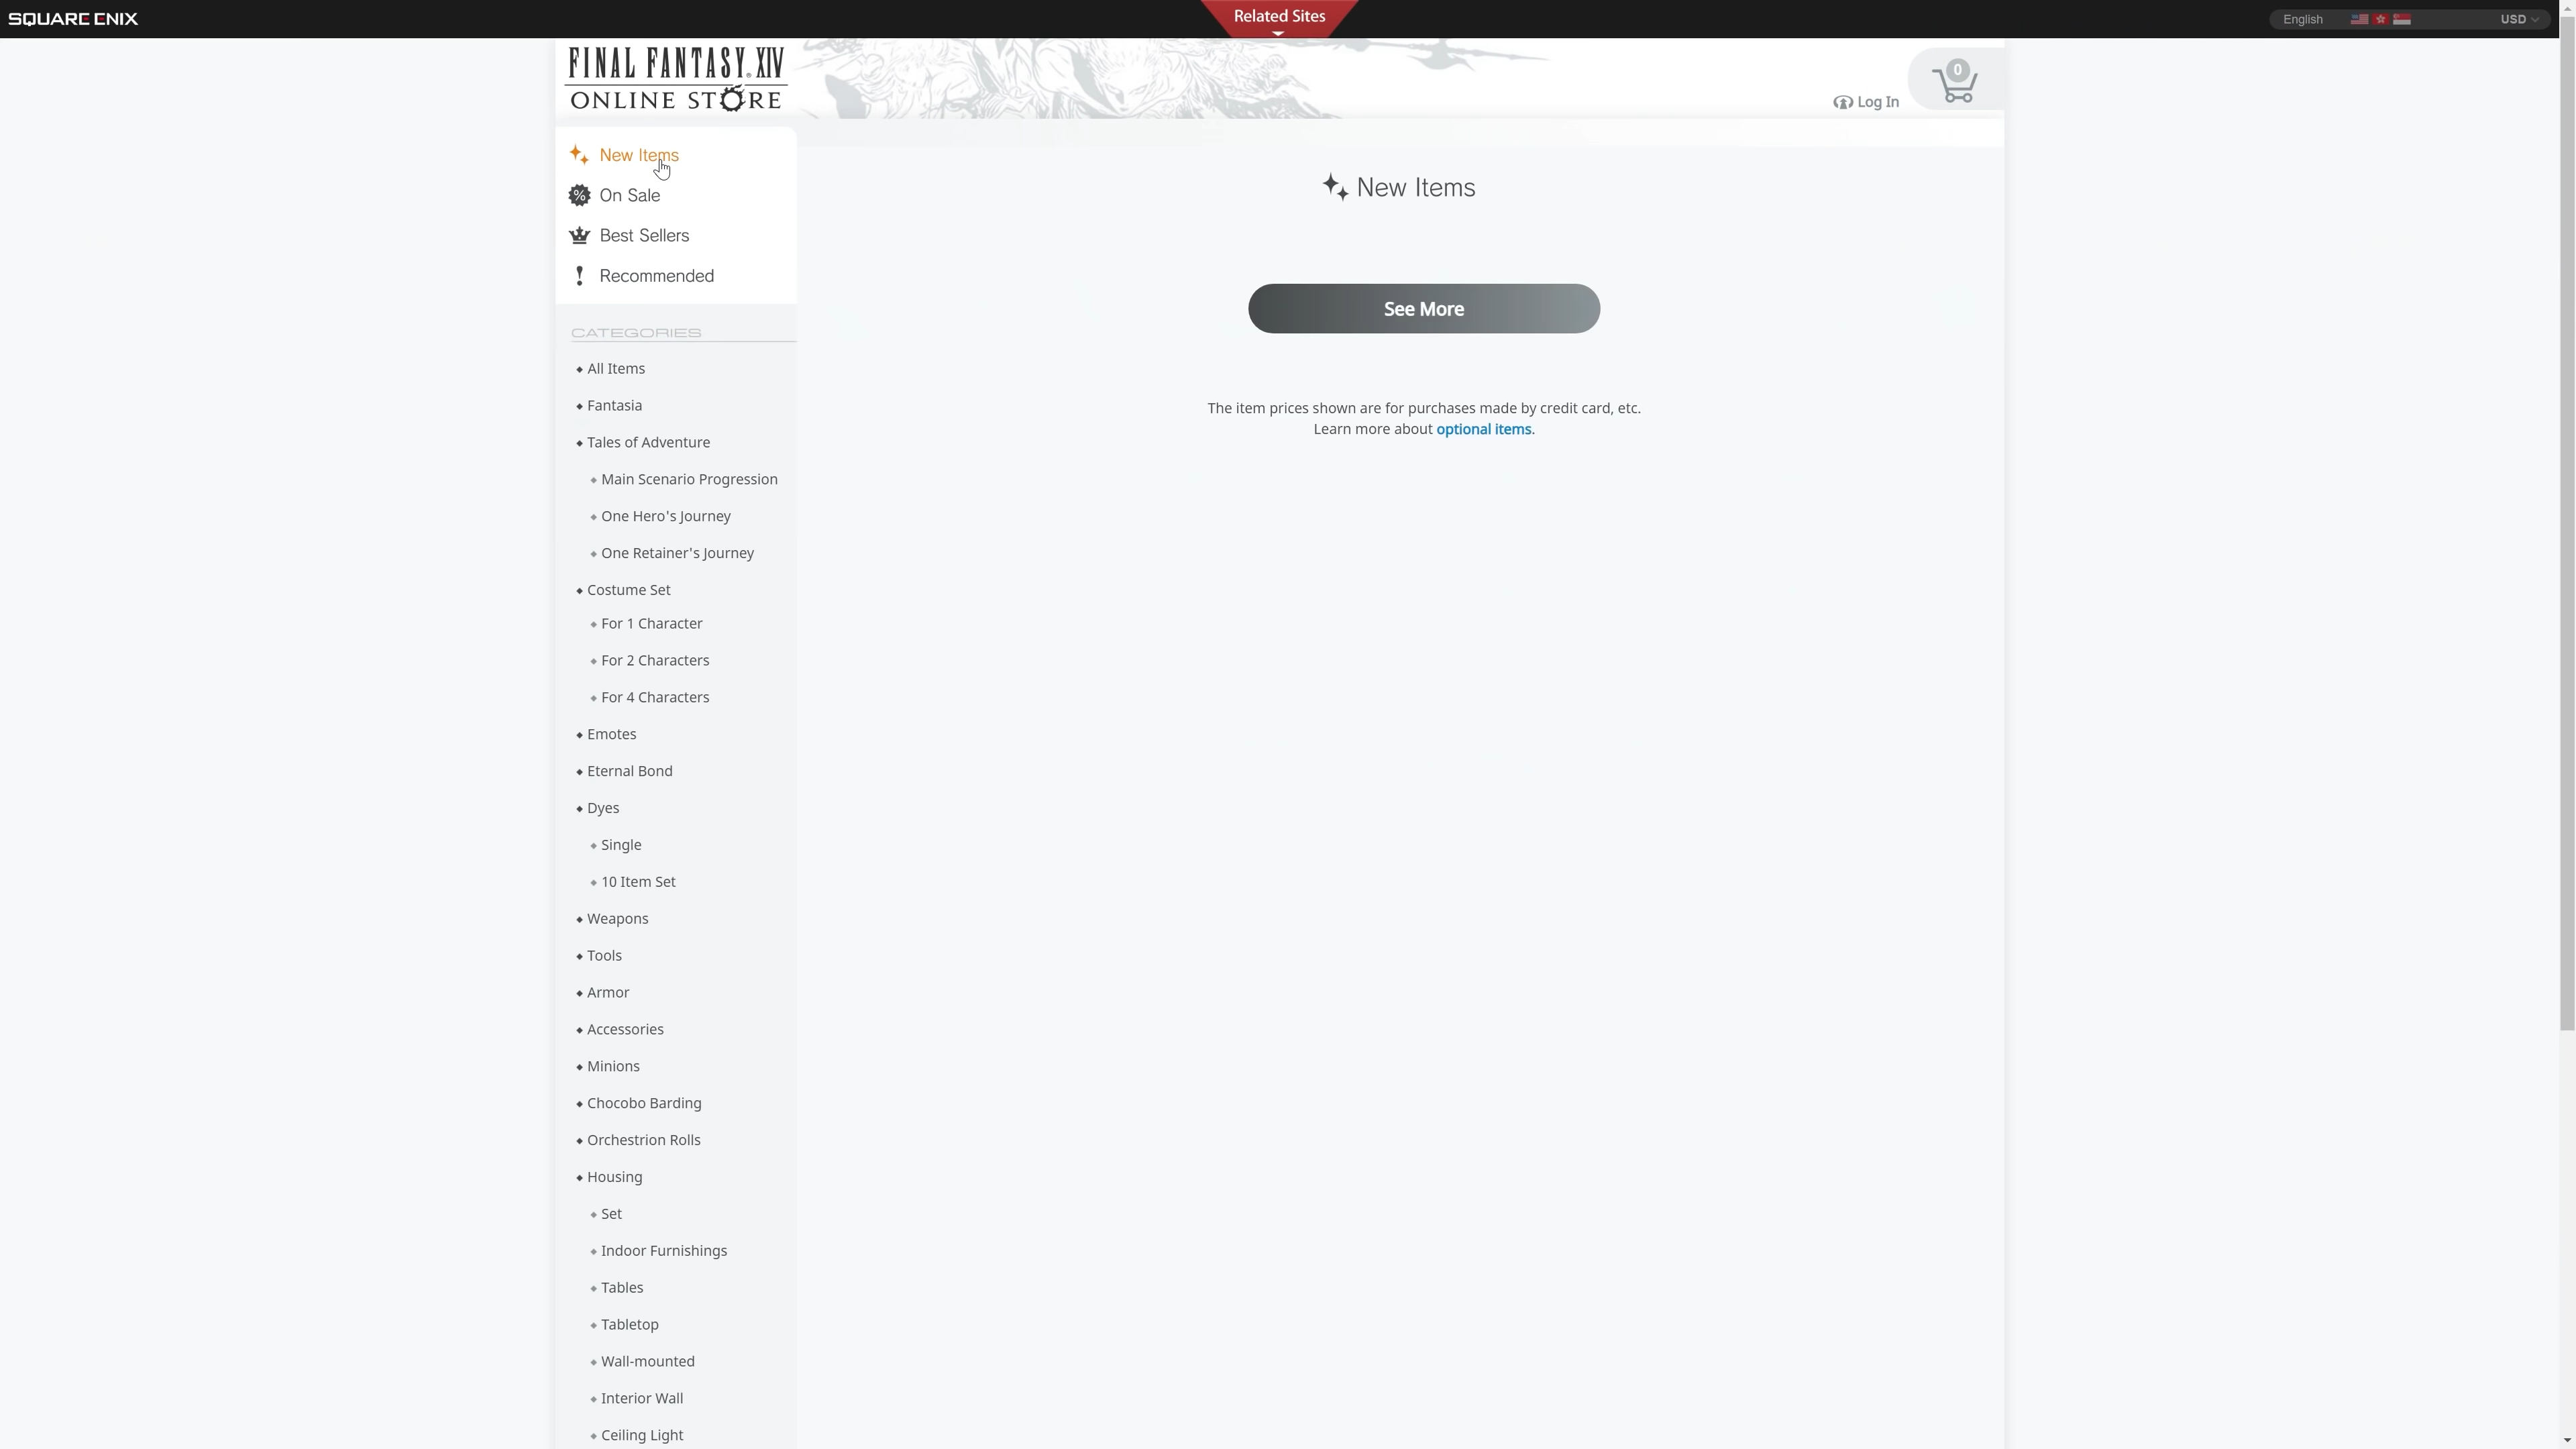 SQUARE ENIX
Related Sites
English
USD
FINAL FANTASY. XIV
ONLINE STORE
0
Log In
New Items
On Sale
Best Sellers
Recommended
CATEGORIES
All Items
Fantasia
Tales of Adventure
Main Scenario Progression
One Hero's Journey
One Retainer's Journey
Costume Set
For 1 Character
For 2 Characters
For 4 Characters
Emotes
Eternal Bond
Dyes
Single
10 Item Set
Weapons
Tools
Armor
Accessories
Minions
Chocobo Barding
Orchestrion Rolls
Housing
Set
Indoor Furnishings
Tables
Tabletop
Wall-mounted
Interior Wall
Ceiling Light
New Items
See More
The item prices shown are for purchases made by credit card, etc.
Learn more about optional items.